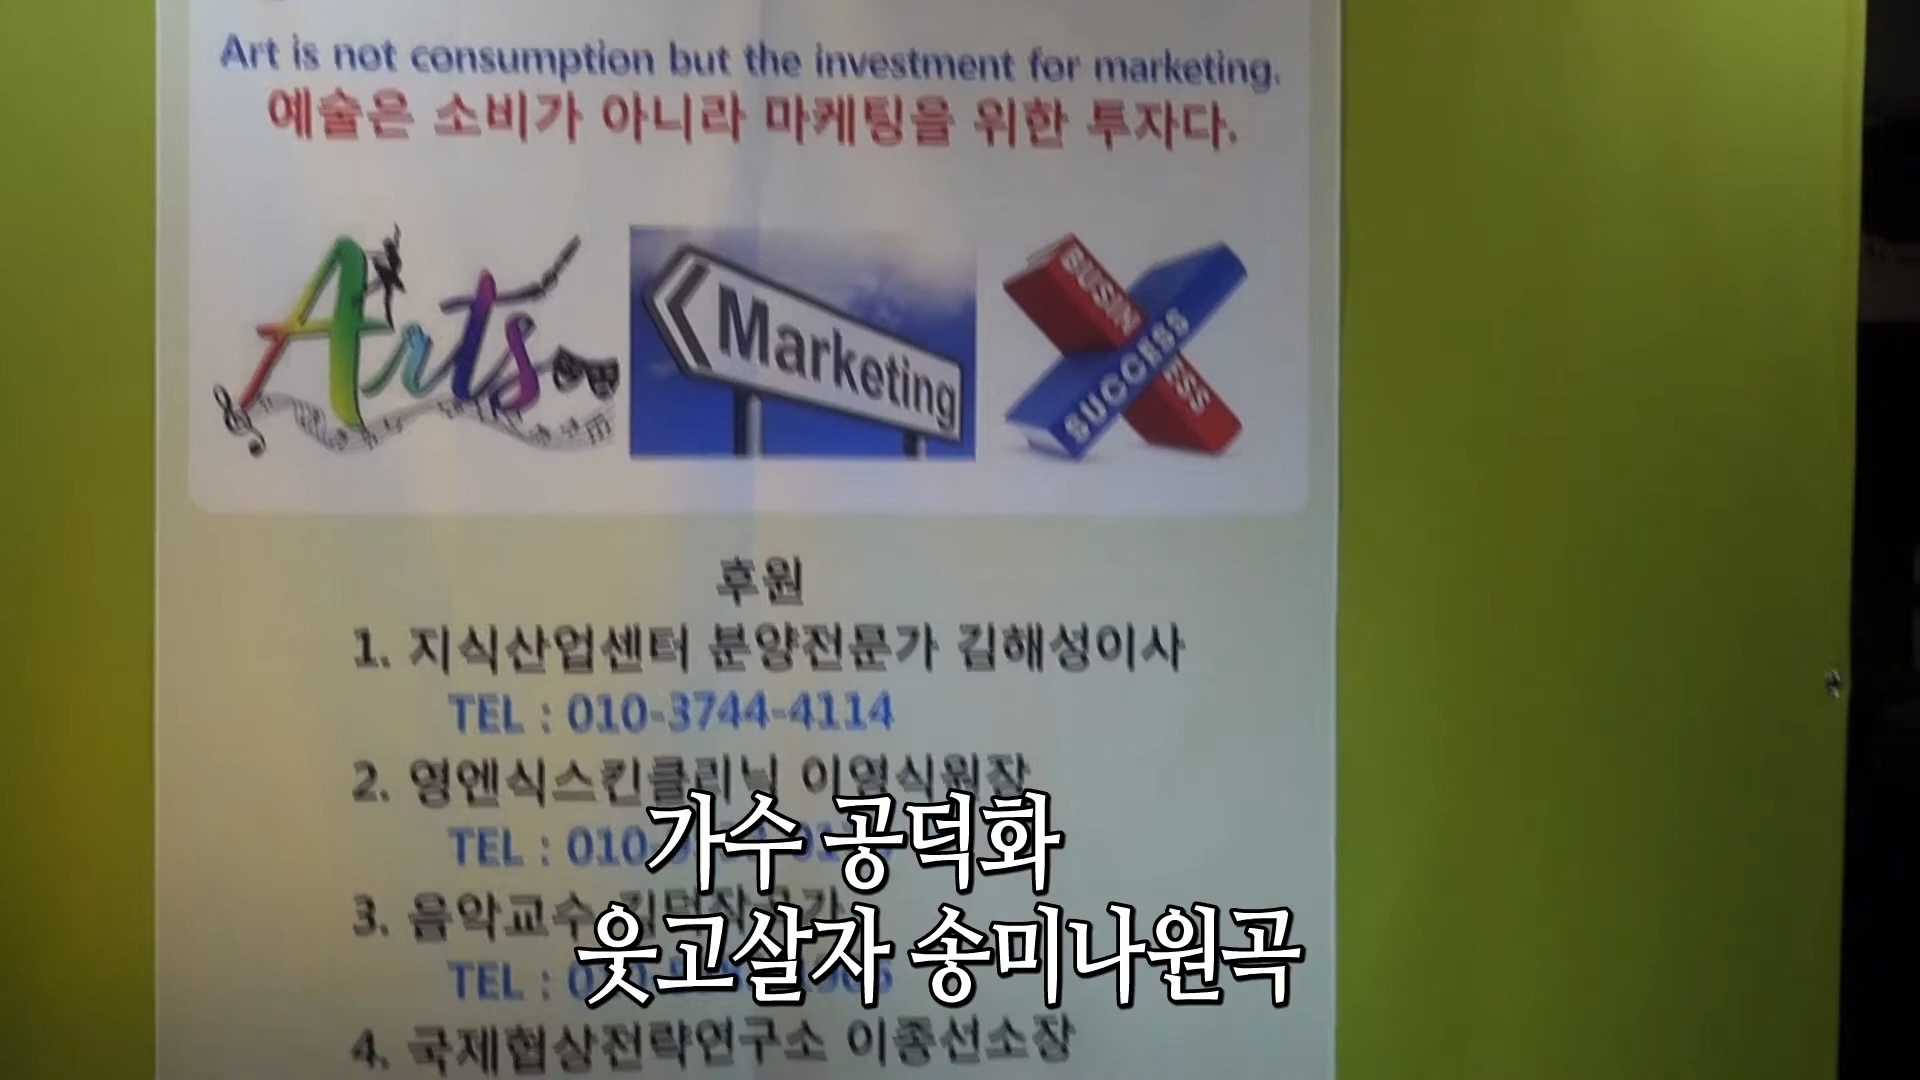 Art is not consumption but the investment for marketing.
예술은 소비가 아니라 마케팅을 위한 투자다.
Arts
Marketing
BUSINESS
SUCCESS
후원
1. 지식산업센터 분양전문가 김해성이사
TEL : 010-3744-4114
2. 영엔식스킨클리닉 이영식원장
TEL : 010
3. 음악교수
TEL :
4. 국제협상전략연구소 이종선소장
가수 공덕화
웃고살자 송미나원곡